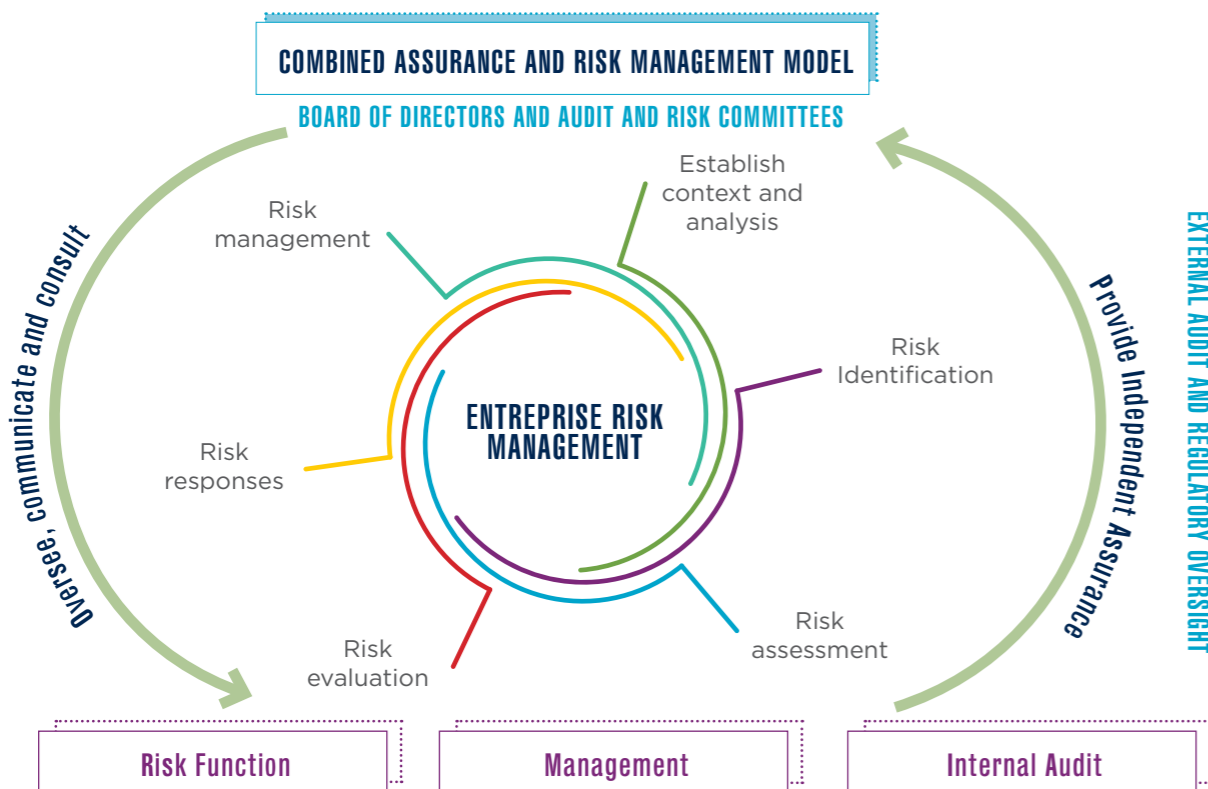 COMBINED ASSURANCE AND RISK MANAGEMENT MODEL
BOARD OF DIRECTORS AND AUDIT AND RISK COMMITTEES
Establish
context and
analysis
Risk
management
Risk
Identification
ENTREPRISE RISK
MANAGEMENT
Risk
responses
Risk
assessment
Risk
evaluation
Oversee, communicate and consult
Provide Independent Assurance
EXTERNAL AUDIT AND REGULATORY OVERSIGHT
Risk Function
Management
Internal Audit